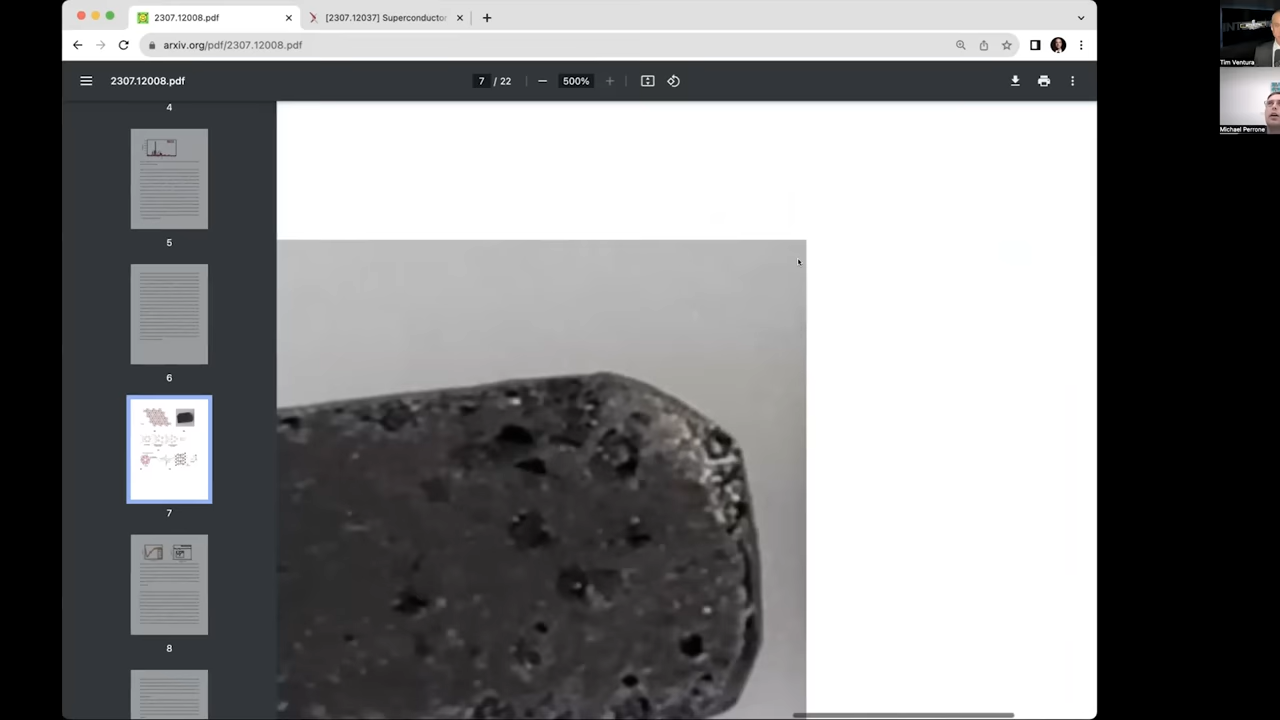 2307.12008.pdf
[2307.12037] Superconductor
arxiv.org/pdf/2307.12008.pdf
2307.12008.pdf
7 / 22
500%
Tim Ventura
Michael Perrone
4
5
6
7
8